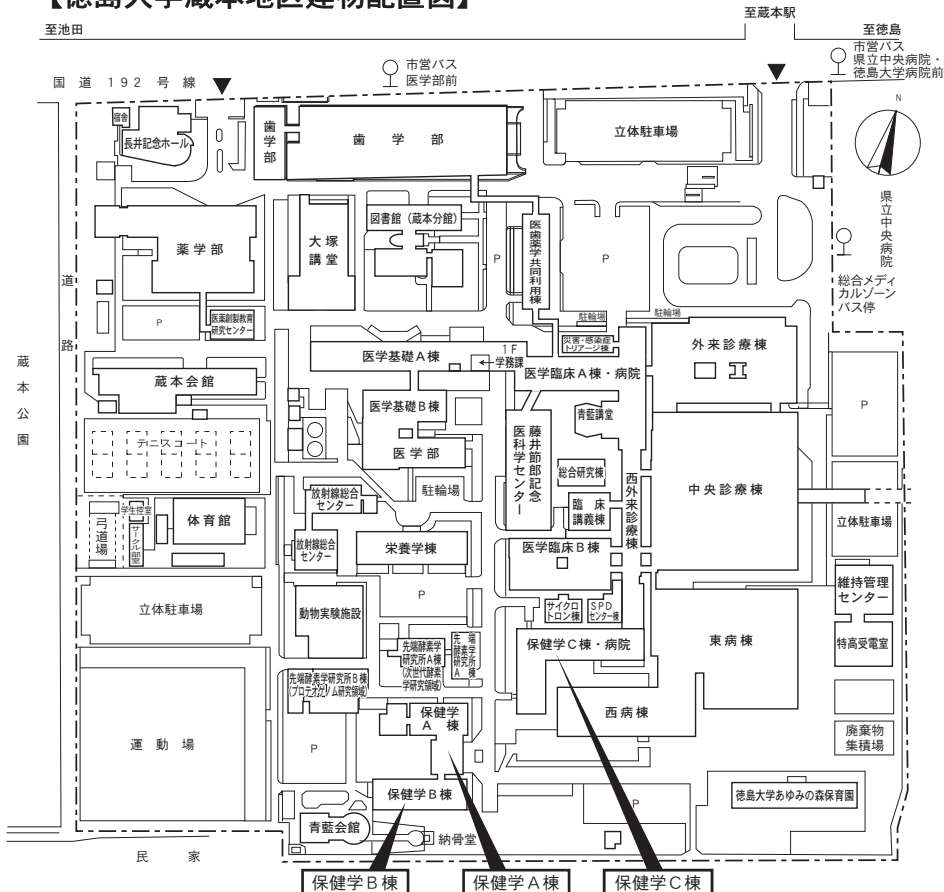 【徳島大学蔵本地区建物配置図】
至池田
至蔵本駅
至徳島
国道192号線
市営バス
医学部前
市営バス
県立中央病院・
徳島大学病院前
宿舎
長井記念ホール
歯学部
歯学部
立体駐車場
N
県立中央病院
薬学部
大塚
講堂
図書館(蔵本分館)
P
医歯薬学共同利用棟
P
総合メディ
カルゾーン
バス停
道路
P
医薬創製教育
研究センター
駐輪場
駐輪場
災害・感染症
トリアージ棟
外来診療棟
医学基礎A棟
1F
←学務課
医学臨床A棟・病院
蔵本公園
蔵本会館
医学基礎B棟
青藍講堂
P
テニスコート
医学部
藤井節郎記念
医科学センター
西外来診療棟
中央診療棟
総合研究棟
駐輪場
放射線総合
センター
臨床
講義棟
学生控室
弓道場
サークル部室
体育館
立体駐車場
放射線総合
センター
栄養学棟
医学臨床B棟
維持管理
センター
立体駐車場
動物実験施設
P
サイクロ
トロン棟
SPD
センター棟
東病棟
特高受電室
先端酵素学
研究所A棟
(次世代酵素
学研究領域)
先端
酵素学
研究所
A棟
保健学C棟・病院
先端酵素学研究所B棟
(プロテオゲノム研究領域)
西病棟
保健学
A棟
運動場
P
廃棄物
集積場
保健学B棟
P
徳島大学あゆみの森保育園
青藍会館
納骨堂
民家
保健学B棟
保健学A棟
保健学C棟